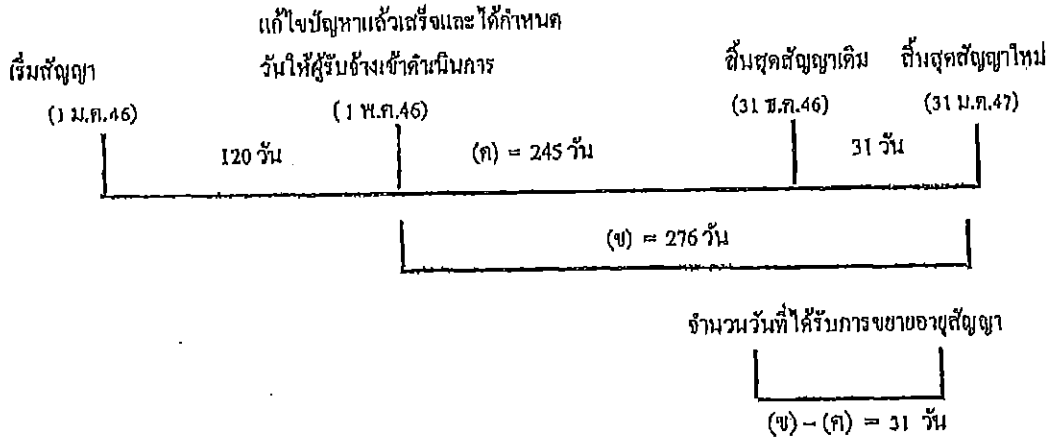 แก้ไขปัญหาแล้วเสร็จและได้กำหนด
วันให้ผู้รับจ้างเข้าดำเนินการ
เริ่มสัญญา
สิ้นสุดสัญญาเดิม
สิ้นสุดสัญญาใหม่
(1 ม.ค.46)
(1 พ.ค.46)
(31 ธ.ค.46)
(31 ม.ค.47)
120 วัน
(ค) = 245 วัน
31 วัน
(ข) = 276 วัน
จำนวนวันที่ได้รับการขยายอายุสัญญา
(ข) – (ค) = 31 วัน